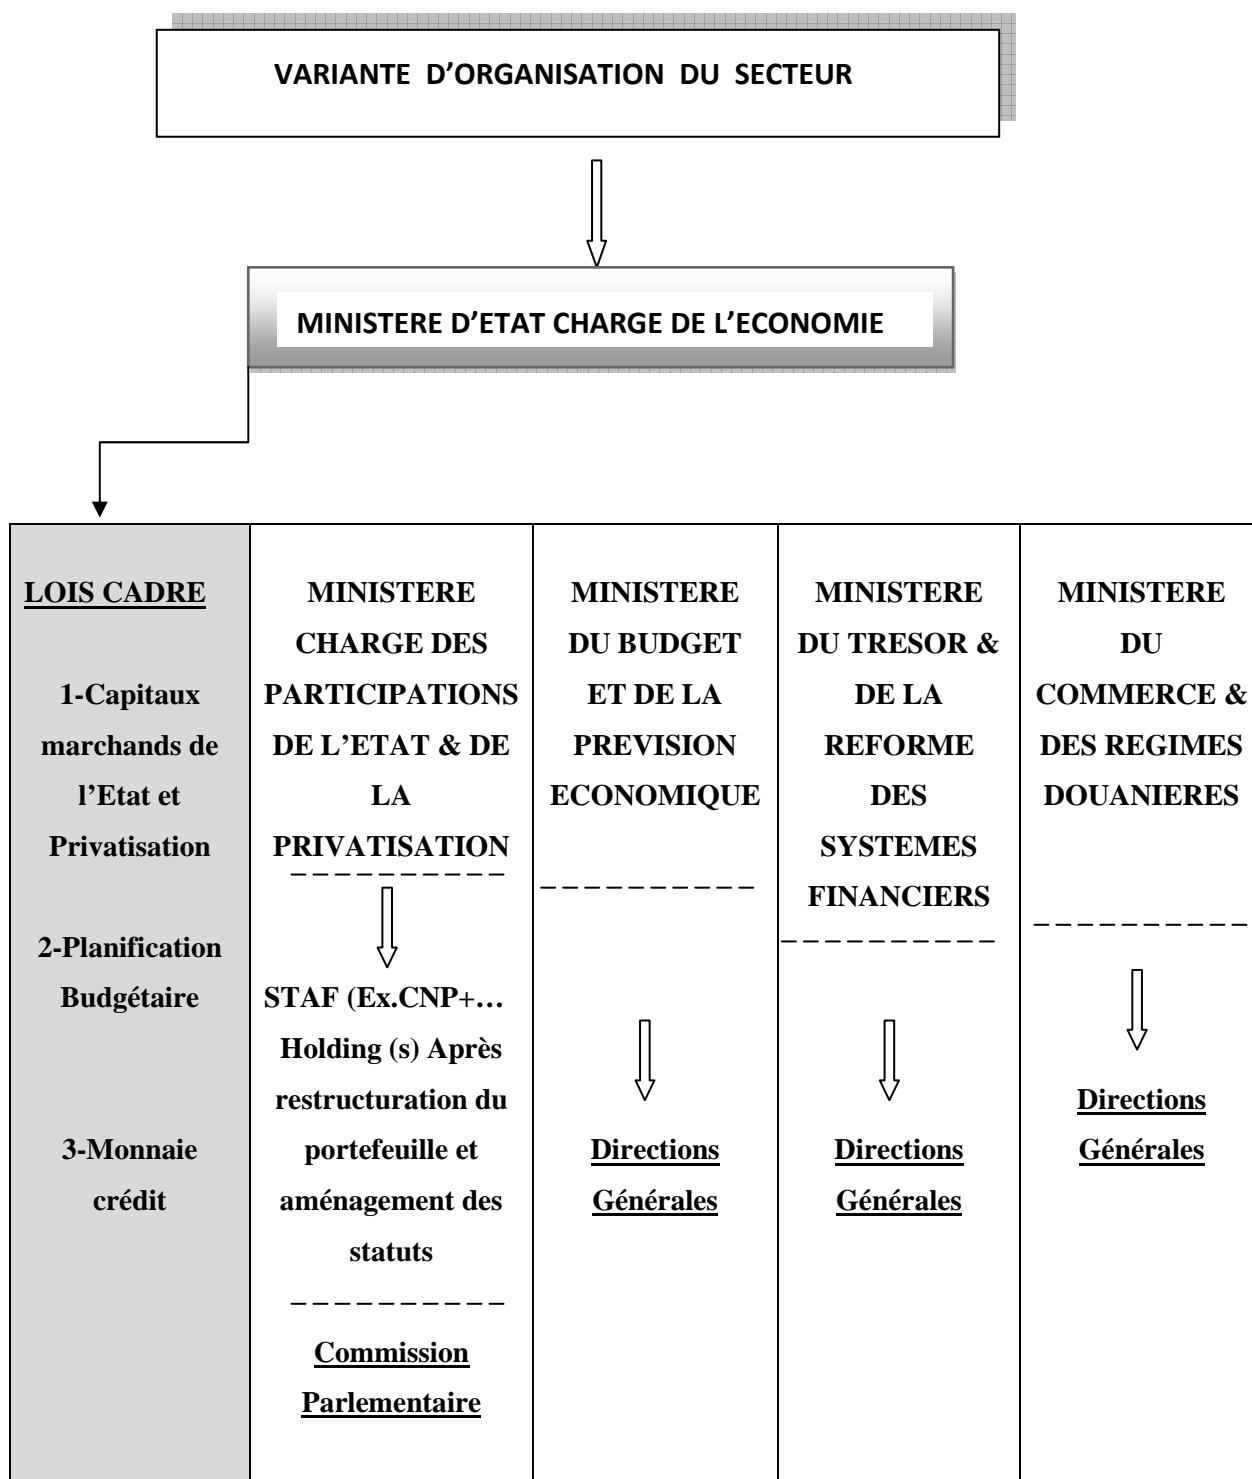 VARIANTE D'ORGANISATION DU SECTEUR
MINISTERE D'ETAT CHARGE DE L'ECONOMIE
LOIS CADRE
1-Capitaux
marchands de
l'Etat et
Privatisation
2-Planification
Budgétaire
3-Monnaie
crédit
MINISTERE
CHARGE DES
PARTICIPATIONS
DE L'ETAT & DE
LA
PRIVATISATION
STAF (Ex.CNP+…
Holding (s) Après
restructuration du
portefeuille et
aménagement des
statuts
Commission
Parlementaire
MINISTERE
DU BUDGET
ET DE LA
PREVISION
ECONOMIQUE
Directions
Générales
MINISTERE
DU TRESOR &
DE LA
REFORME
DES
SYSTEMES
FINANCIERS
Directions
Générales
MINISTERE
DU
COMMERCE &
DES REGIMES
DOUANIERES
Directions
Générales